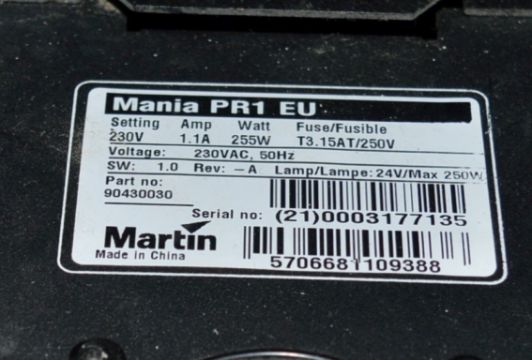 Mania PR1 EU
Setting Amp Watt Fuse/Fusible
230V 1.1A 255W T3.15AT/250V
Voltage: 230VAC, 50Hz
SW: 1.0 Rev: -A Lamp/Lampe: 24V/Max 250W
Part no:
90430030
Serial no: (21)0003177135
Martin
Made in China
5706681109388